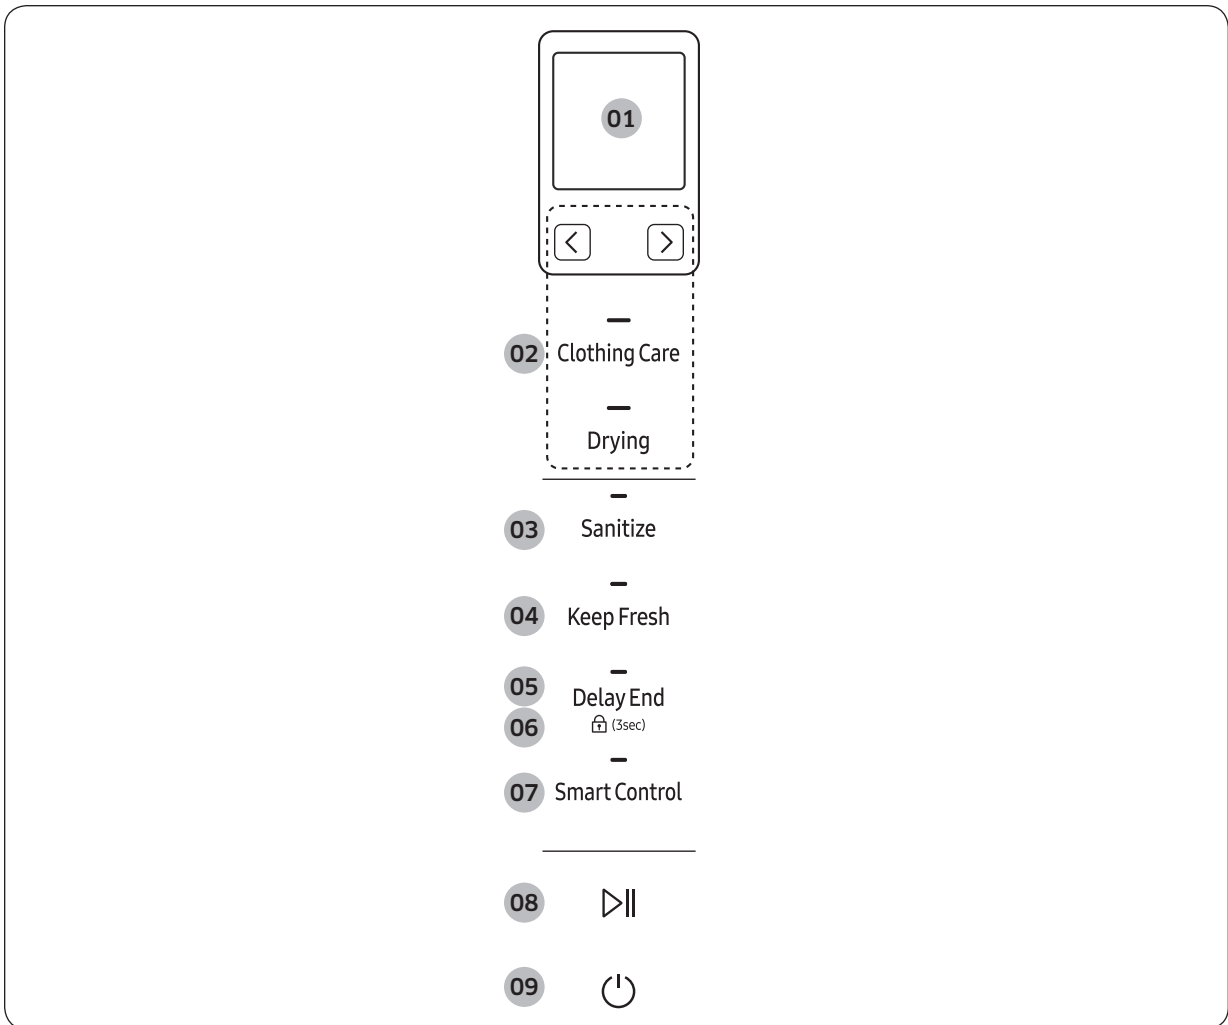 01
02 Clothing Care
Drying
03 Sanitize
04 Keep Fresh
05 Delay End
06 (3sec)
07 Smart Control
08
09